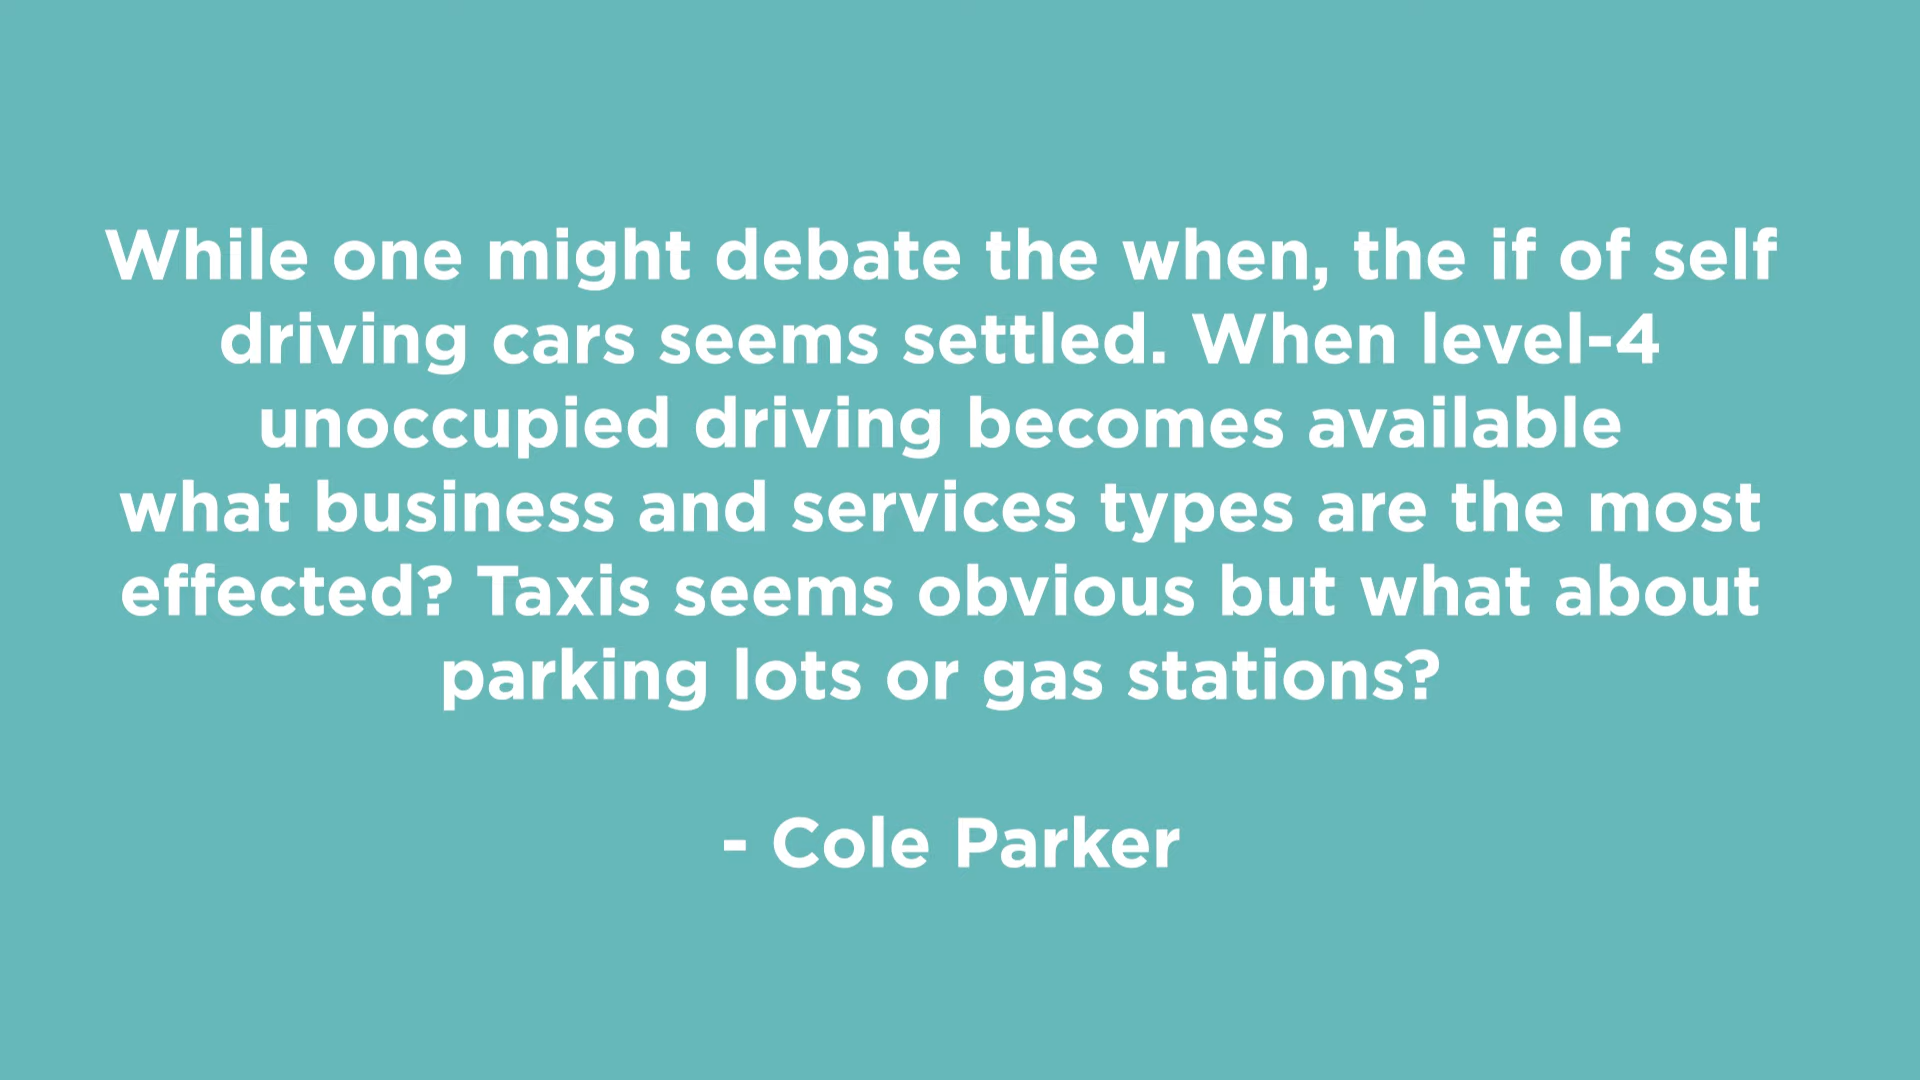 While one might debate the when, the if of self
driving cars seems settled. When level-4
unoccupied driving becomes available
what business and services types are the most
effected? Taxis seems obvious but what about
parking lots or gas stations?
- Cole Parker